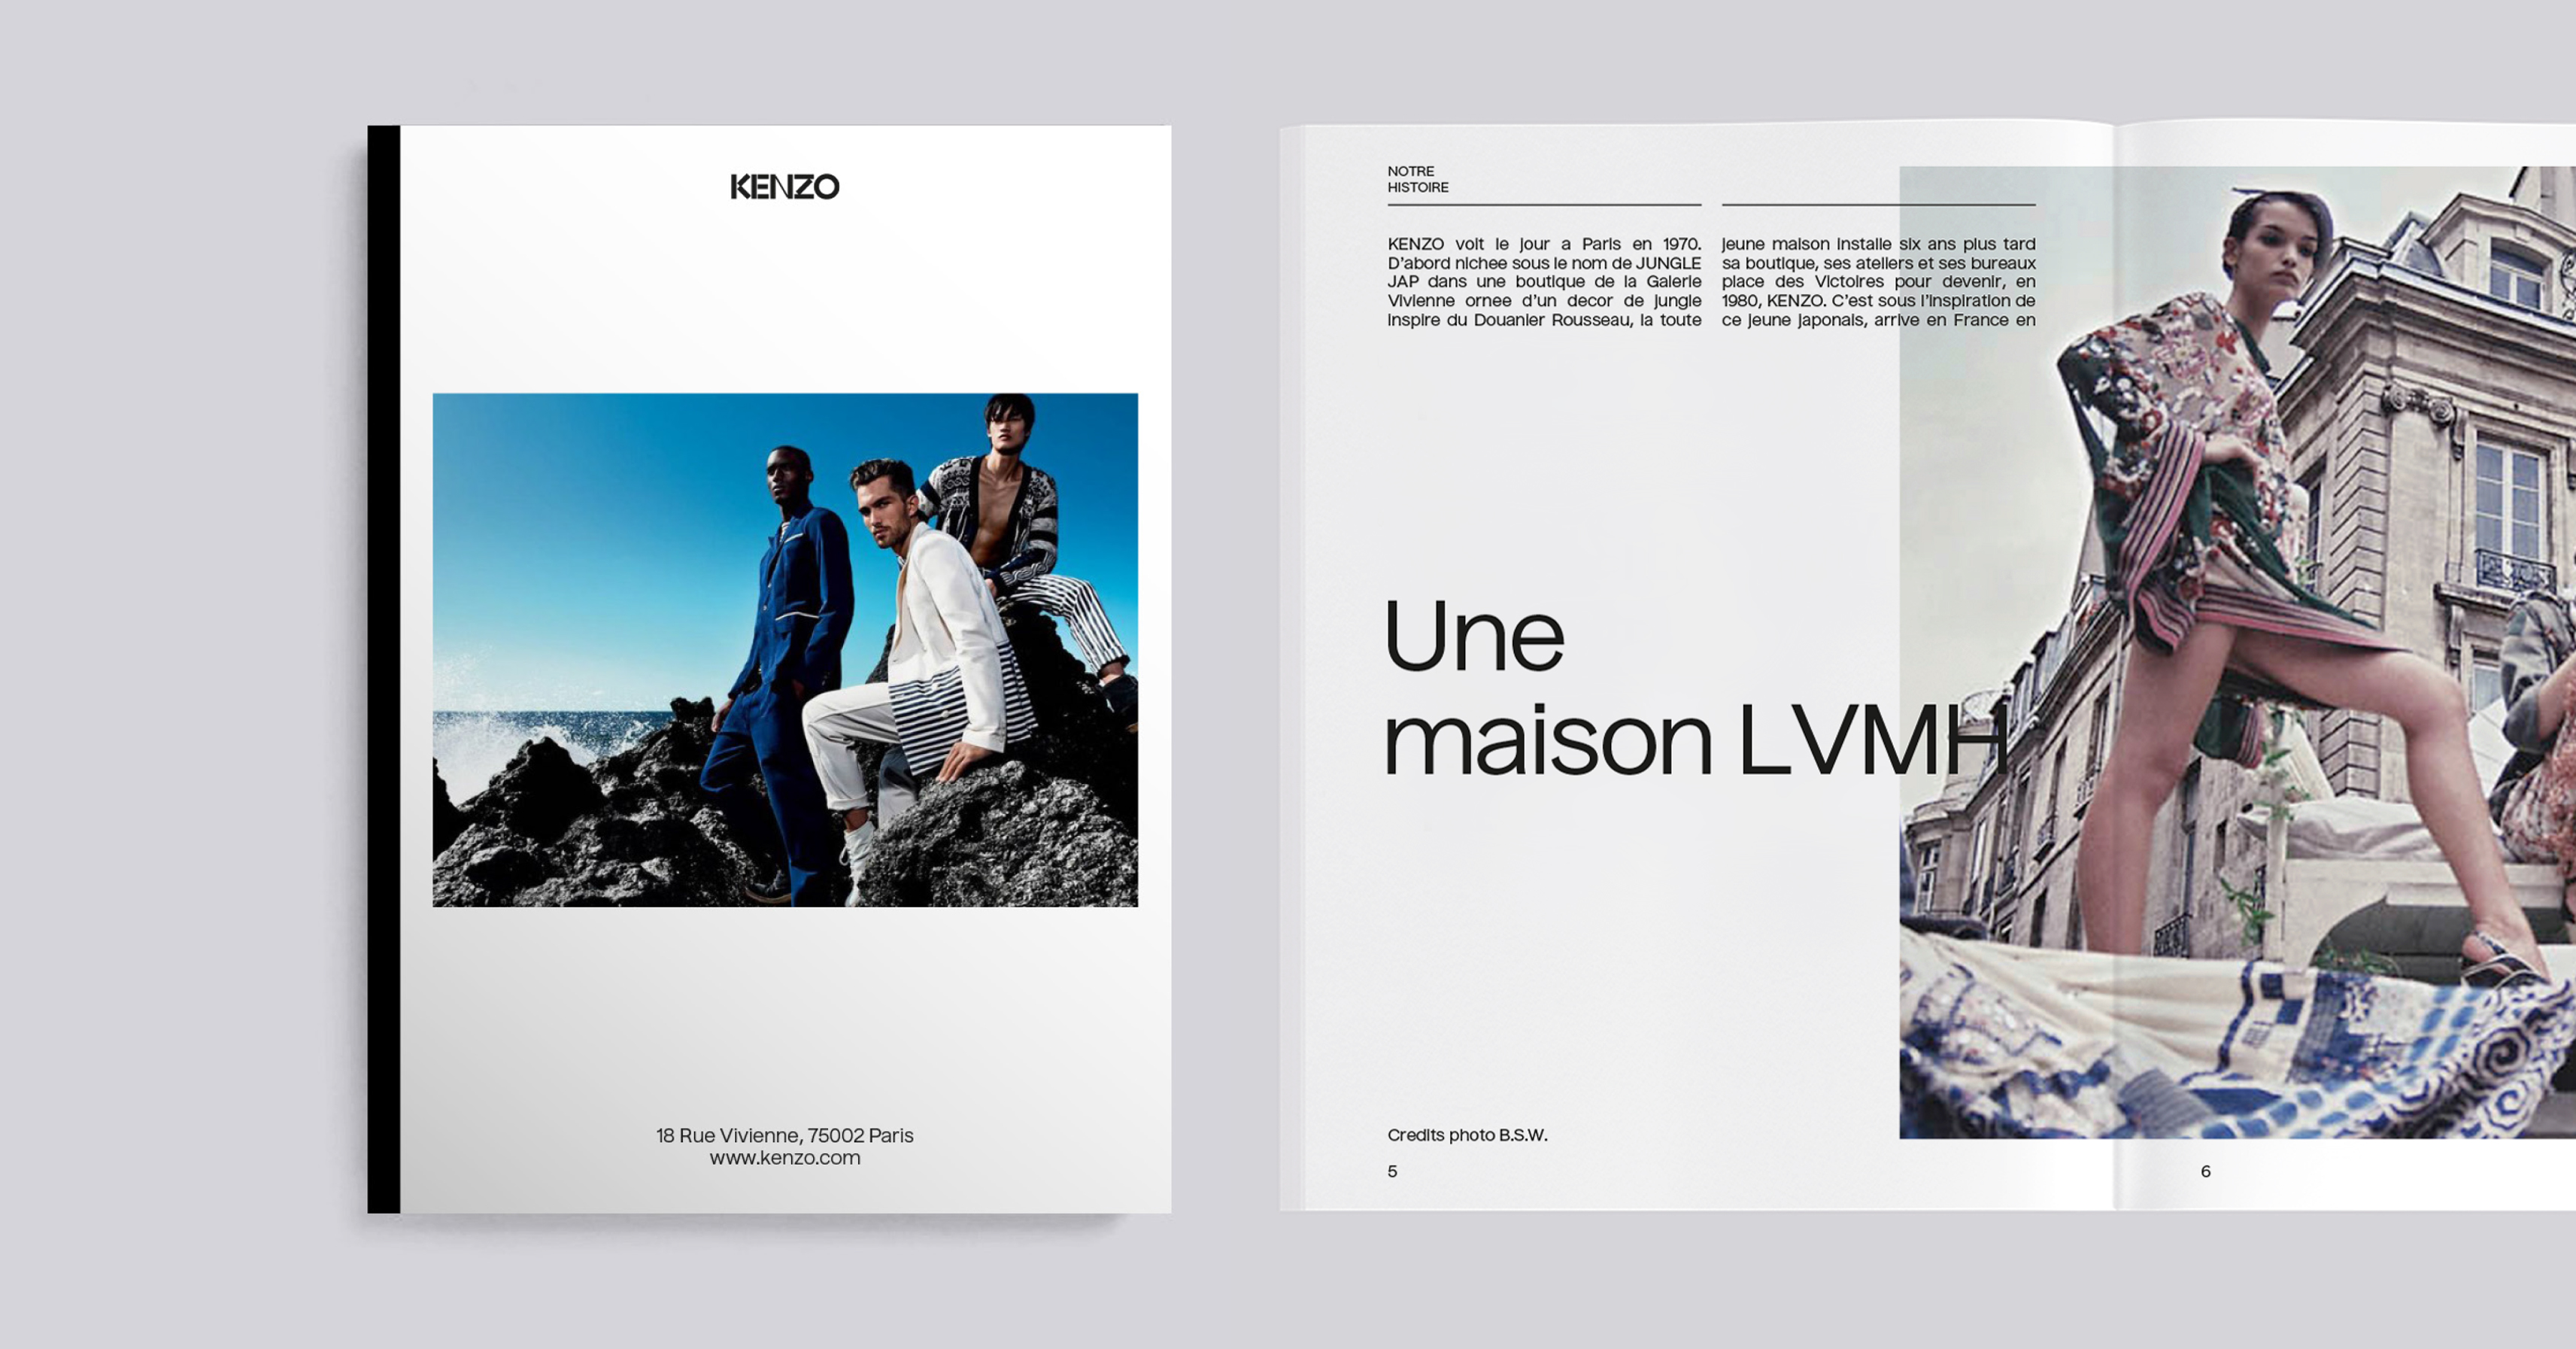 KENZO
18 Rue Vivienne, 75002 Paris
www.kenzo.com
NOTRE
HISTOIRE
KENZO voit le jour a Paris en 1970.
D'abord nichee sous le nom de JUNGLE
JAP dans une boutique de la Galerie
Vivienne ornee d'un decor de jungle
inspire du Douanier Rousseau, la toute
jeune maison installe six ans plus tard
sa boutique, ses ateliers et ses bureaux
place des Victoires pour devenir, en
1980, KENZO. C'est sous l'inspiration de
ce jeune japonais, arrive en France en
Une
maison LVMH
Credits photo B.S.W.
5
6